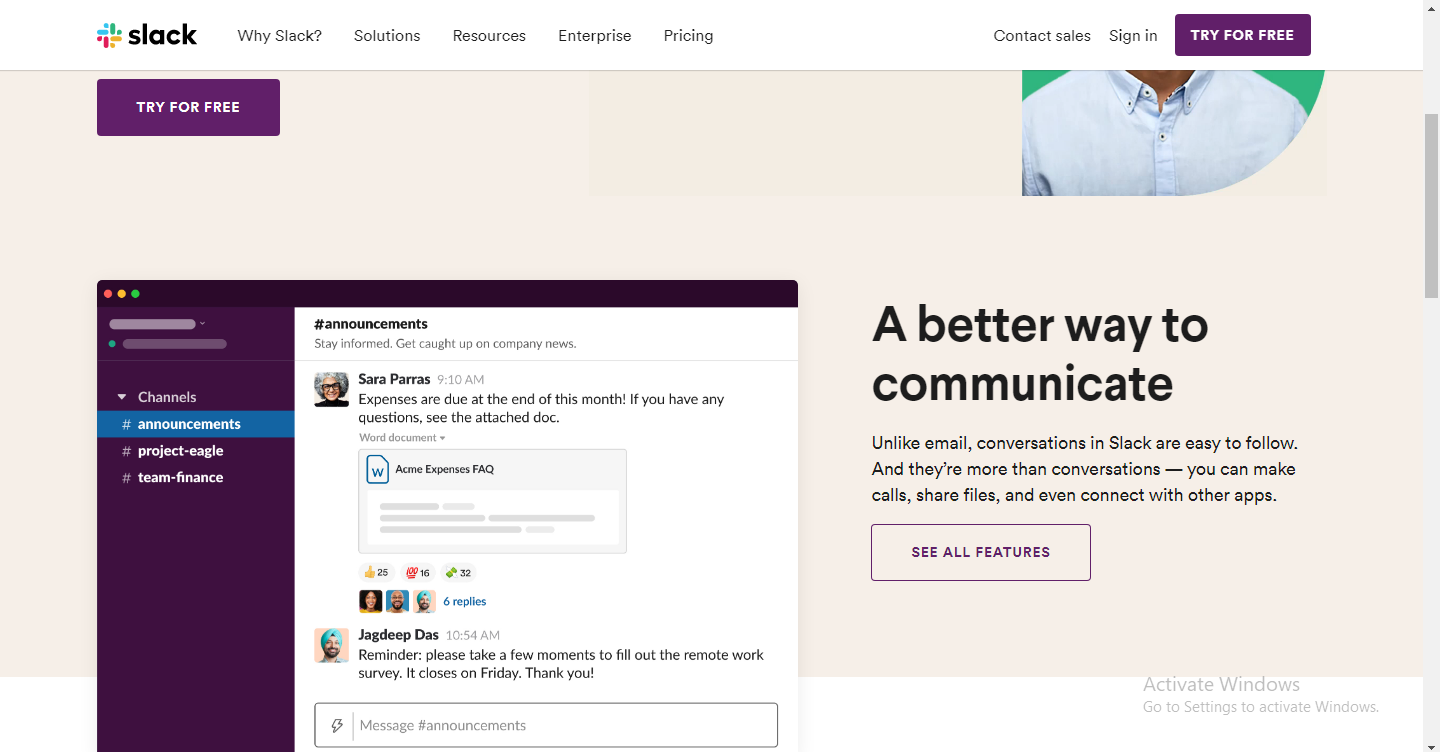 slack
Why Slack?
Solutions
Resources
Enterprise
Pricing
Contact sales
Sign in
TRY FOR FREE
TRY FOR FREE
#announcements
Stay informed. Get caught up on company news.
Channels
# announcements
# project-eagle
# team-finance
Sara Parras 9:10 AM
Expenses are due at the end of this month! If you have any
questions, see the attached doc.
Word document
W
Acme Expenses FAQ
👍 25
💯 16
💸 32
6 replies
Jagdeep Das 10:54 AM
Reminder: please take a few moments to fill out the remote work
survey. It closes on Friday. Thank you!
Message #announcements
A better way to
communicate
Unlike email, conversations in Slack are easy to follow.
And they’re more than conversations — you can make
calls, share files, and even connect with other apps.
SEE ALL FEATURES
Activate Windows
Go to Settings to activate Windows.